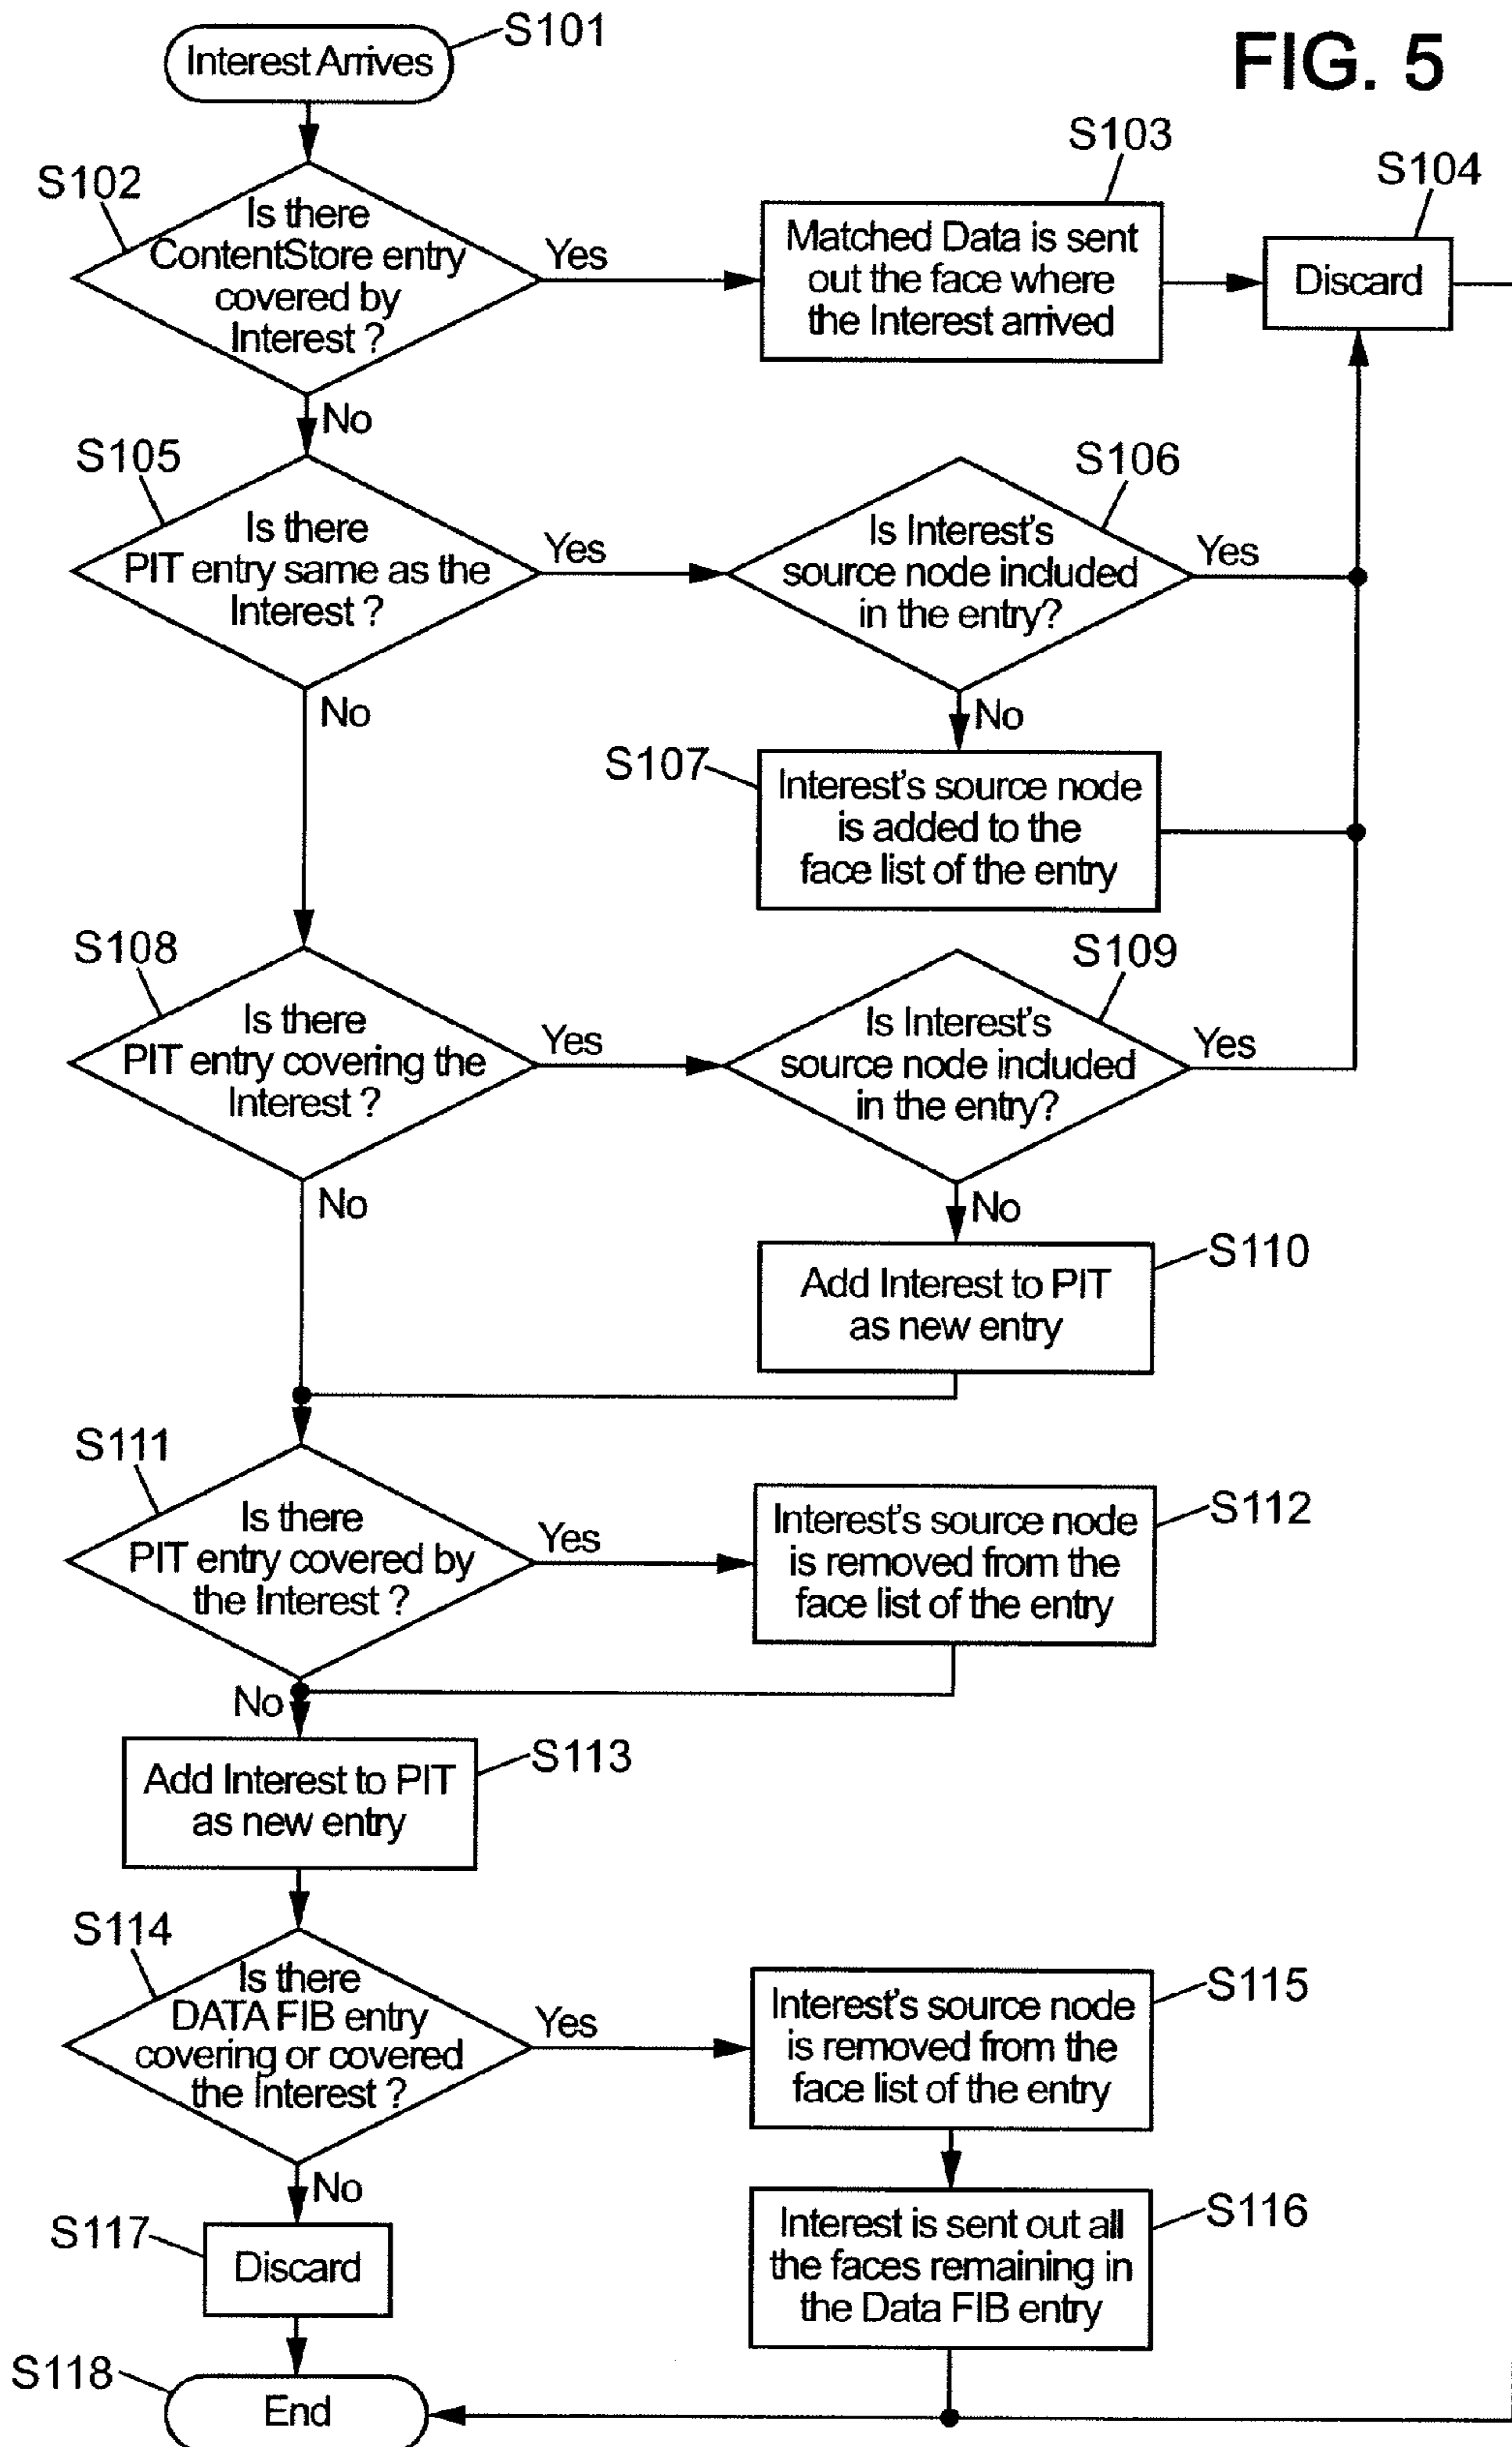 FIG. 5
S101
Interest Arrives
S102
Is there
ContentStore entry
covered by
Interest ?
Yes
No
S103
Matched Data is sent
out the face where
the Interest arrived
S104
Discard
S105
Is there
PIT entry same as the
Interest ?
Yes
No
S106
Is Interest's
source node included
in the entry?
Yes
No
S107
Interest's source node
is added to the
face list of the entry
S108
Is there
PIT entry covering the
Interest ?
Yes
No
S109
Is Interest's
source node included
in the entry?
Yes
No
S110
Add Interest to PIT
as new entry
S111
Is there
PIT entry covered by
the Interest ?
Yes
No
S112
Interest's source node
is removed from the
face list of the entry
S113
Add Interest to PIT
as new entry
S114
Is there
DATA FIB entry
covering or covered
the Interest ?
Yes
No
S115
Interest's source node
is removed from the
face list of the entry
S116
Interest is sent out all
the faces remaining in
the Data FIB entry
S117
Discard
S118
End